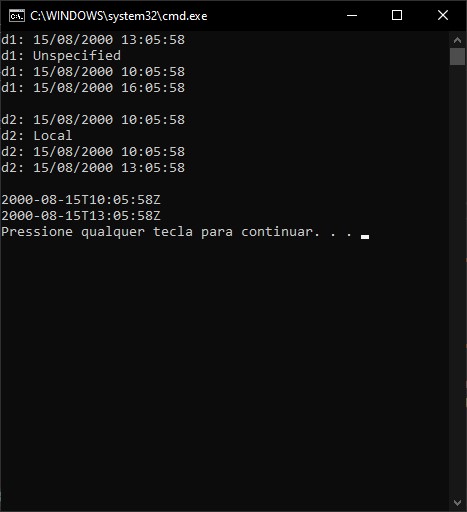 C:\WINDOWS\system32\cmd.exe
d1: 15/08/2000 13:05:58
d1: Unspecified
d1: 15/08/2000 10:05:58
d1: 15/08/2000 16:05:58
d2: 15/08/2000 10:05:58
d2: Local
d2: 15/08/2000 10:05:58
d2: 15/08/2000 13:05:58
2000-08-15T10:05:58Z
2000-08-15T13:05:58Z
Pressione qualquer tecla para continuar. . .